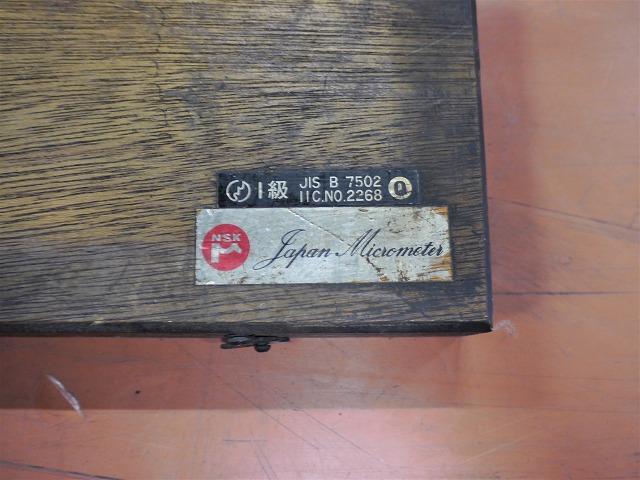 1級 JIS B 7502
IIC.NO.2268
NSK
Japan Micrometer